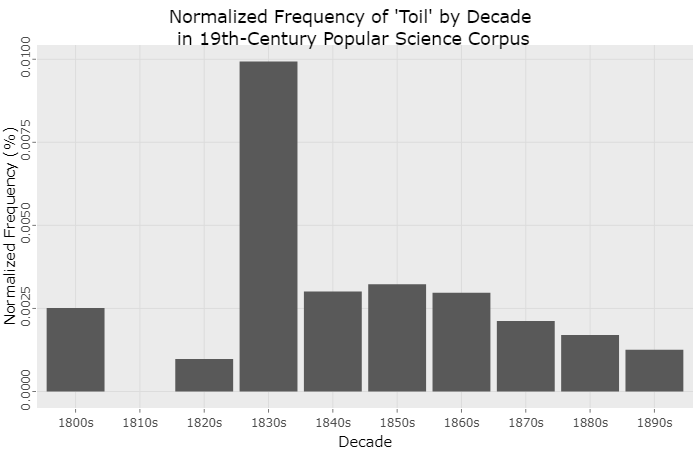 Normalized Frequency of 'Toil' by Decade
in 19th-Century Popular Science Corpus
Normalized Frequency (%)
0.0100
0.0075
0.0050
0.0025
0.0000
1800s 1810s 1820s 1830s 1840s 1850s 1860s 1870s 1880s 1890s
Decade